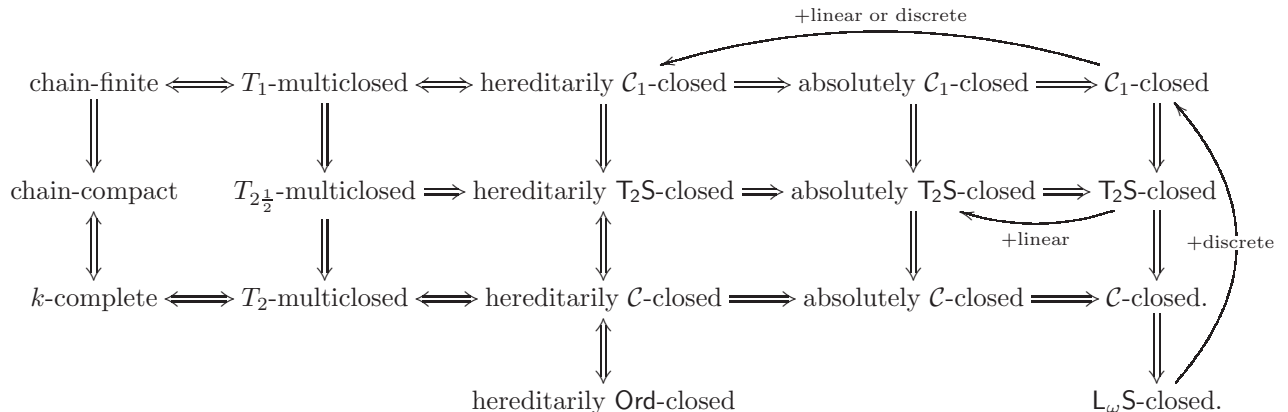 +linear or discrete
chain-finite ⟺ T₁-multiclosed ⟺ hereditarily 𝒞₁-closed ⟹ absolutely 𝒞₁-closed ⟹ 𝒞₁-closed
chain-compact T_{2½}-multiclosed ⟹ hereditarily T₂S-closed ⟹ absolutely T₂S-closed ⟹ T₂S-closed
+linear
+discrete
k-complete ⟺ T₂-multiclosed ⟺ hereditarily 𝒞-closed ⟹ absolutely 𝒞-closed ⟹ 𝒞-closed.
hereditarily Ord-closed L_ωS-closed.